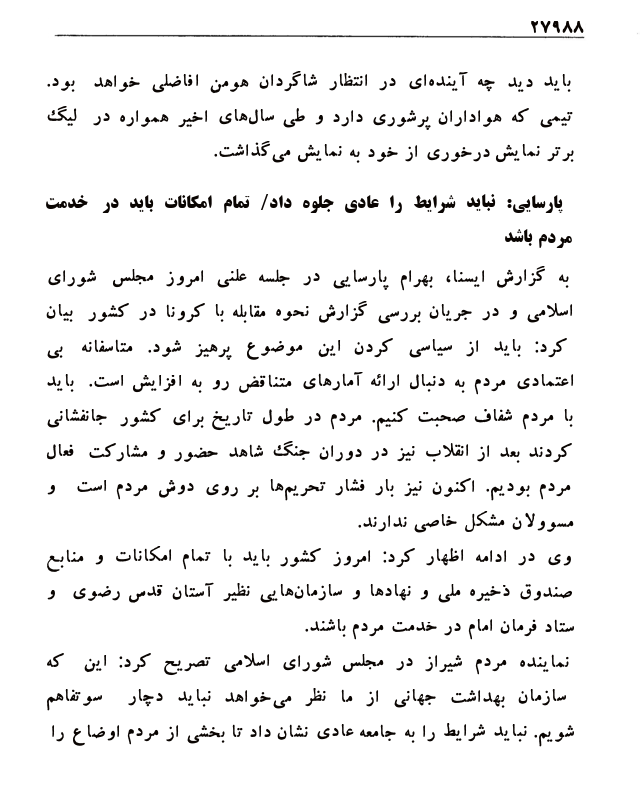 ۲۷۹۸۸
باید دید چه آینده‌ای در انتظار شاگردان هومن افاضلی خواهد بود.
تیمی که هواداران پرشوری دارد و طی سال‌های اخیر همواره در لیگ
برتر نمایش درخوری از خود به نمایش می‌گذاشت.
پارسایی: نباید شرایط را عادی جلوه داد/ تمام امکانات باید در خدمت
مردم باشد
به گزارش ایسنا، بهرام پارسایی در جلسه علنی امروز مجلس شورای
اسلامی و در جریان بررسی گزارش نحوه مقابله با کرونا در کشور بیان
کرد: باید از سیاسی کردن این موضوع پرهیز شود. متاسفانه بی
اعتمادی مردم به دنبال ارائه آمارهای متناقض رو به افزایش است. باید
با مردم شفاف صحبت کنیم. مردم در طول تاریخ برای کشور جانفشانی
کردند بعد از انقلاب نیز در دوران جنگ شاهد حضور و مشارکت فعال
مردم بودیم. اکنون نیز بار فشار تحریم‌ها بر روی دوش مردم است و
مسوولان مشکل خاصی ندارند.
وی در ادامه اظهار کرد: امروز کشور باید با تمام امکانات و منابع
صندوق ذخیره ملی و نهادها و سازمان‌هایی نظیر آستان قدس رضوی و
ستاد فرمان امام در خدمت مردم باشند.
نماینده مردم شیراز در مجلس شورای اسلامی تصریح کرد: این که
سازمان بهداشت جهانی از ما نظر می‌خواهد نباید دچار سوتفاهم
شویم. نباید شرایط را به جامعه عادی نشان داد تا بخشی از مردم اوضاع را